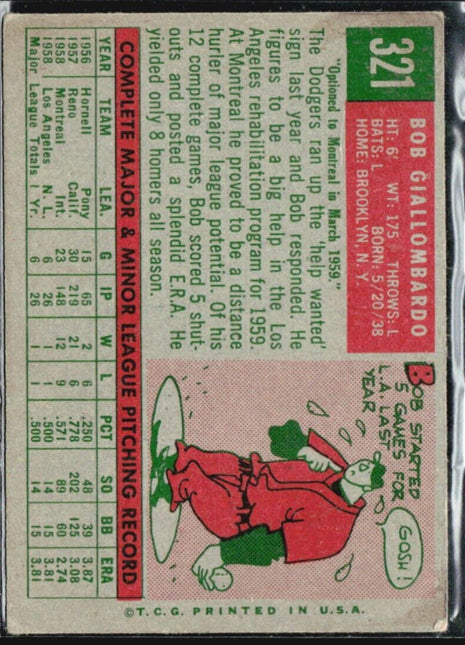 321
BOB GIALLOMBARDO
HT: 6' WT: 175 THROWS: L
BATS: L BORN: 5/20/38
HOME: BROOKLYN, N. Y.
"Optioned to Montreal in March 1959."
The Dodgers ran up the 'help wanted'
sign last year and Bob responded. He
figures to be a big help in the Los
Angeles rehabilitation program for 1959.
At Montreal he proved to be a distance
hurler of major league potential. Of his
12 complete games, Bob scored 5 shut-
outs and posted a splendid E.R.A. He
yielded only 8 homers all season.
BOB STARTED
5 GAMES FOR
L.A. LAST
YEAR
GOSH!
COMPLETE MAJOR & MINOR LEAGUE PITCHING RECORD
YEAR TEAM LEA G IP W L PCT SO BB ERA
1956 Hornell Pony 15 65 2 6 .250 48 39 3.87
1957 Reno Calif. 30 219 21 6 .778 202 125 3.08
1958 Montreal Int. 23 148 12 9 .571 89 60 2.74
1958 Los Angeles N. L. 6 26 1 1 .500 14 15 3.81
Major League Totals 1 Yr. 6 26 1 1 .500 14 15 3.81
©T.C.G. PRINTED IN U.S.A.